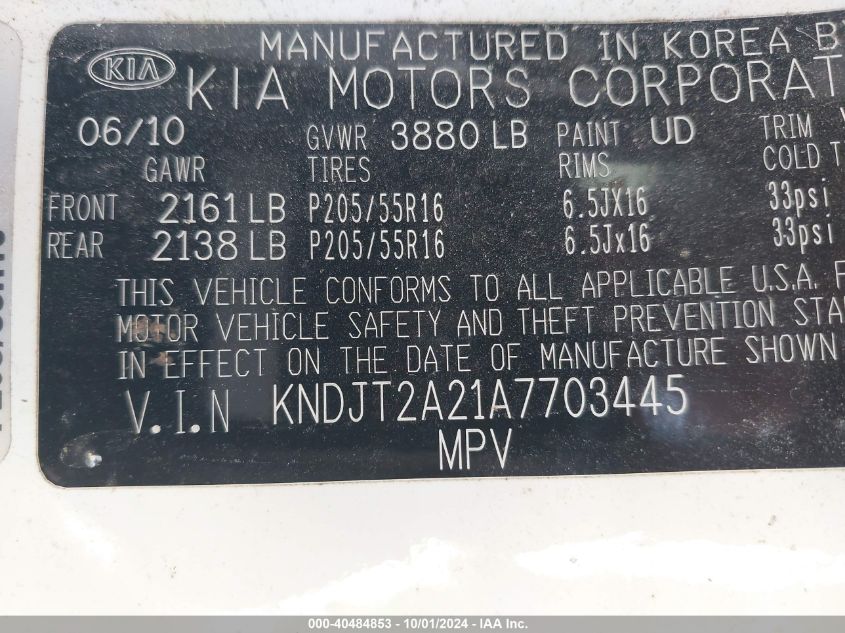 MANUFACTURED IN KOREA BY
KIA KIA MOTORS CORPORAT
06/10 GVWR 3880 LB PAINT UD TRIM
GAWR TIRES RIMS COLD T
FRONT 2161 LB P205/55R16 6.5JX16 33psi
REAR 2138 LB P205/55R16 6.5Jx16 33psi
THIS VEHICLE CONFORMS TO ALL APPLICABLE U.S.A. F
MOTOR VEHICLE SAFETY AND THEFT PREVENTION STA
IN EFFECT ON THE DATE OF MANUFACTURE SHOWN
V.I.N KNDJT2A21A7703445
MPV
000-40484853 - 10/01/2024 - IAA Inc.